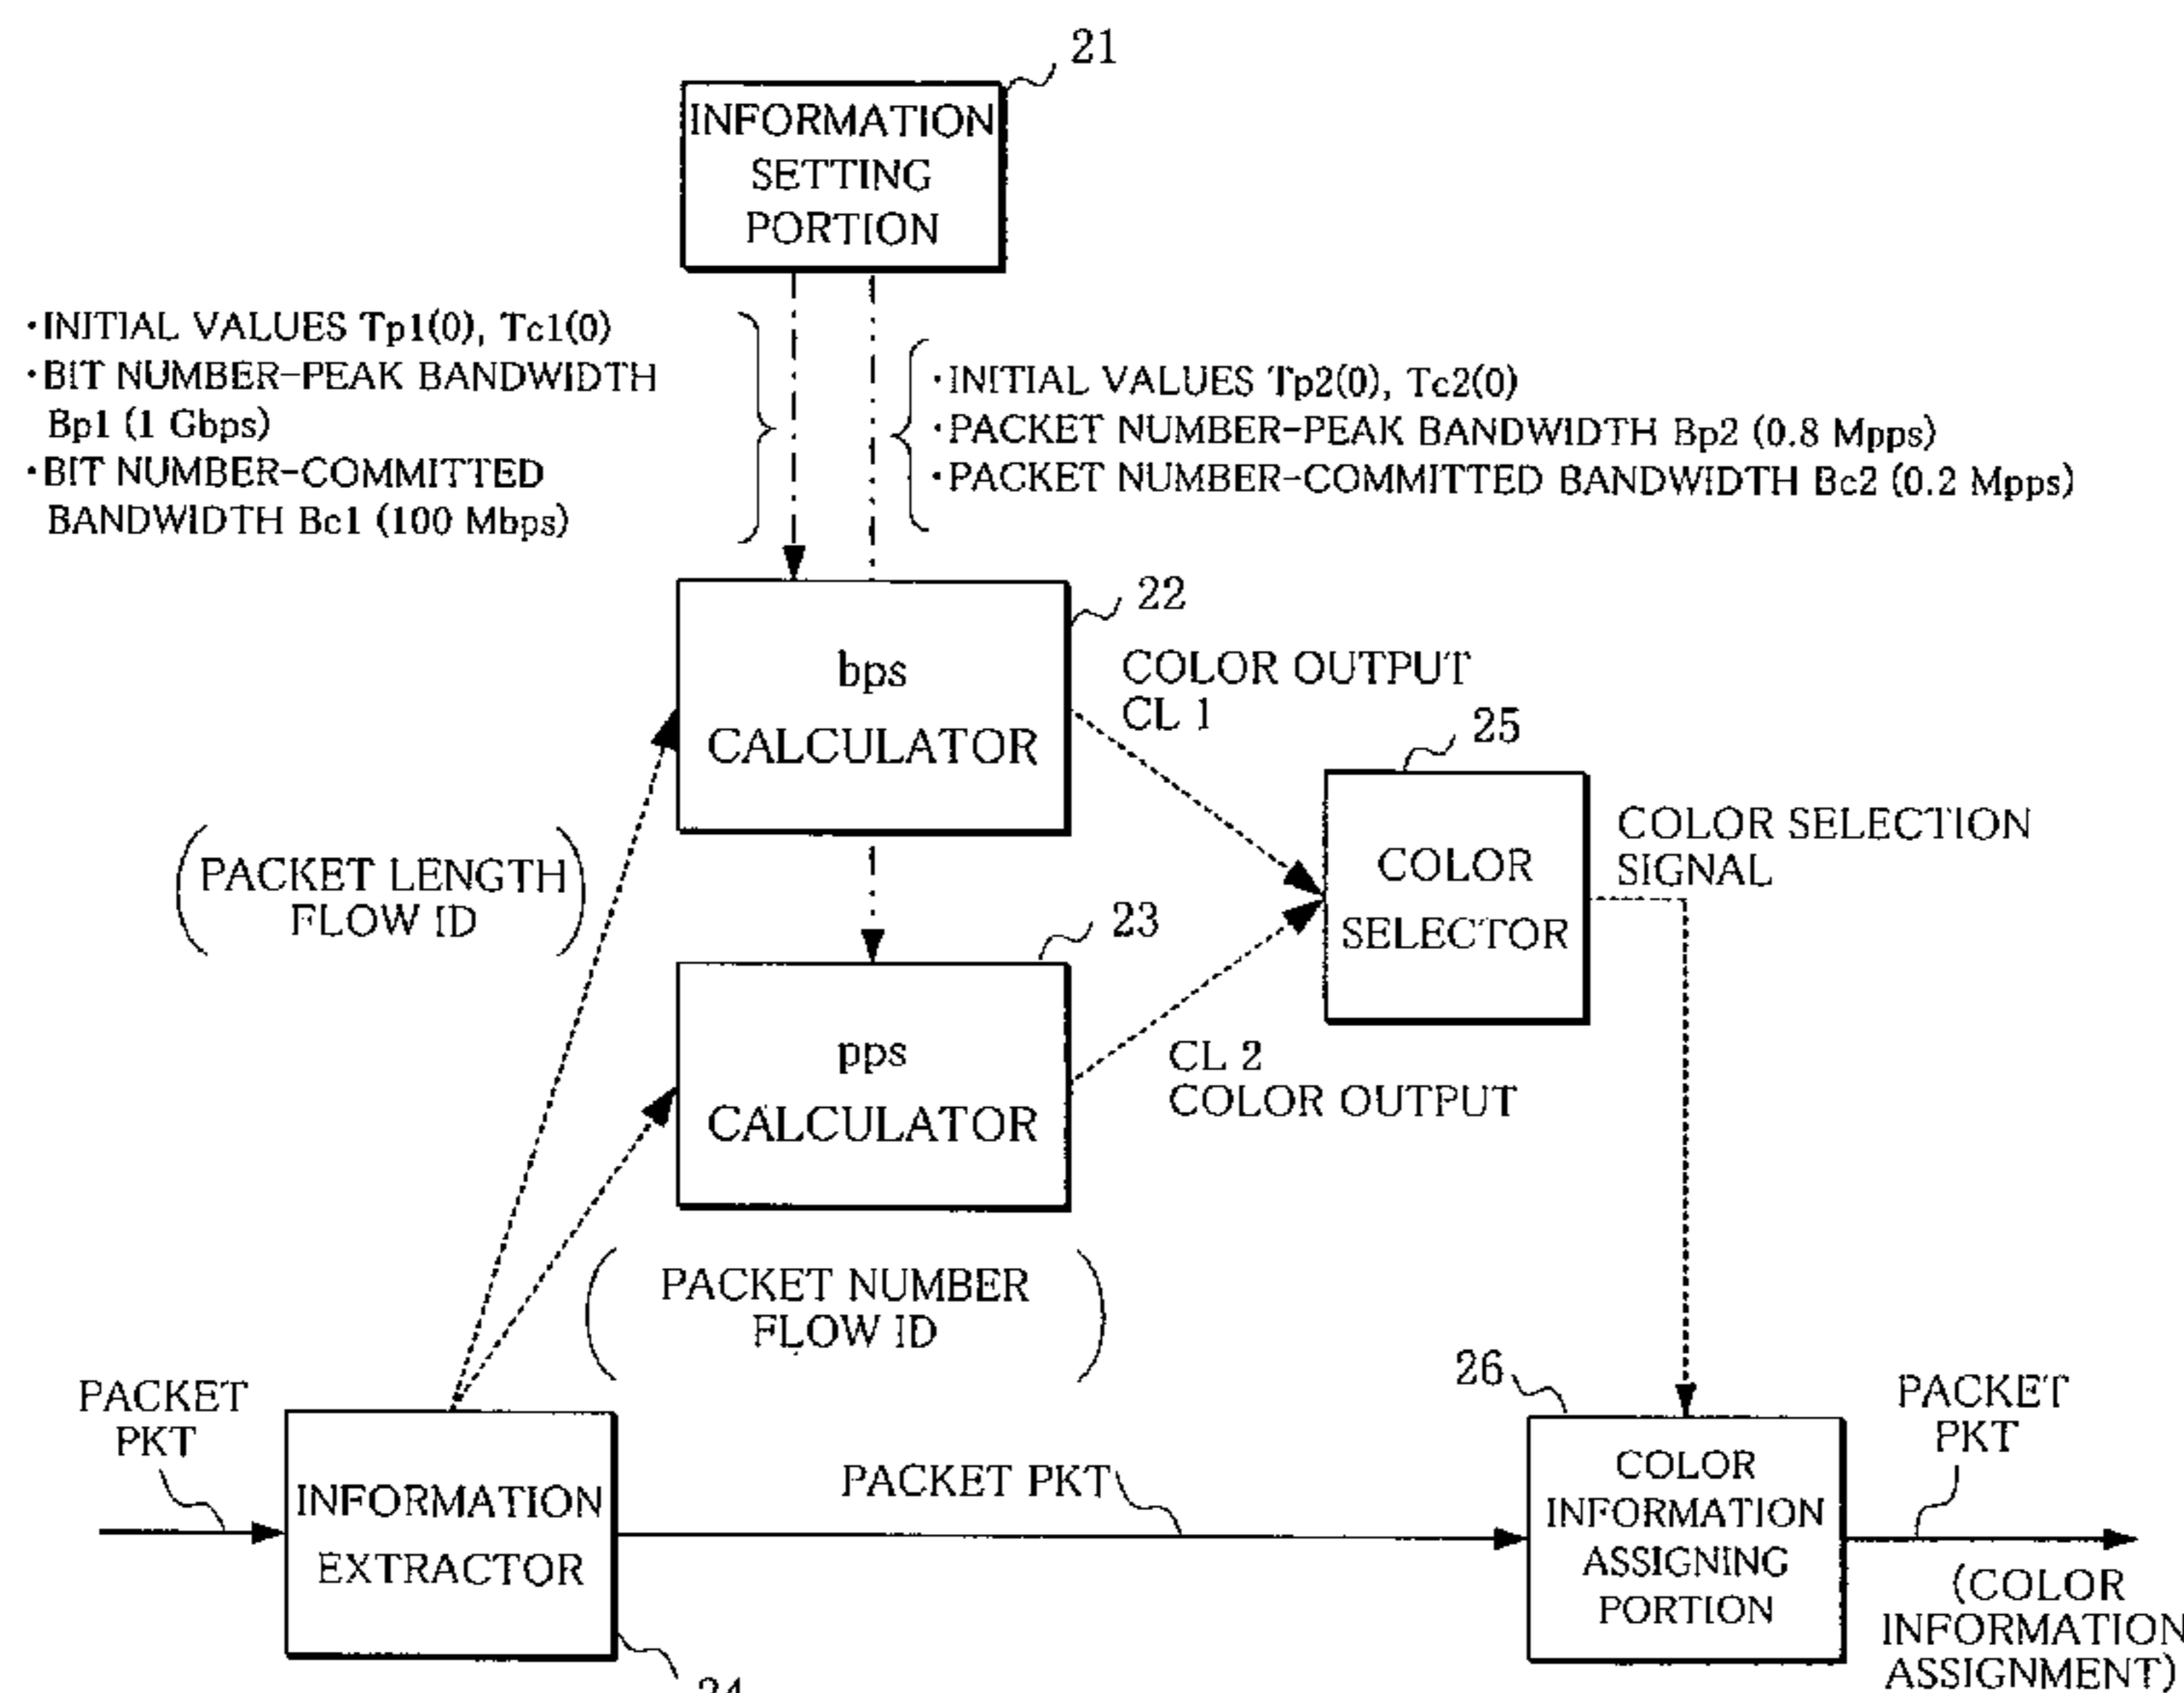 21
INFORMATION
SETTING
PORTION
·INITIAL VALUES Tp1(0), Tc1(0)
·BIT NUMBER-PEAK BANDWIDTH
Bp1 (1 Gbps)
·BIT NUMBER-COMMITTED
BANDWIDTH Bc1 (100 Mbps)
·INITIAL VALUES Tp2(0), Tc2(0)
·PACKET NUMBER-PEAK BANDWIDTH Bp2 (0.8 Mpps)
·PACKET NUMBER-COMMITTED BANDWIDTH Bc2 (0.2 Mpps)
22
bps
CALCULATOR
COLOR OUTPUT
CL 1
25
COLOR
SELECTOR
COLOR SELECTION
SIGNAL
(PACKET LENGTH
FLOW ID)
23
pps
CALCULATOR
CL 2
COLOR OUTPUT
(PACKET NUMBER
FLOW ID)
PACKET
PKT
INFORMATION
EXTRACTOR
24
PACKET PKT
26
COLOR
INFORMATION
ASSIGNING
PORTION
PACKET
PKT
(COLOR
INFORMATION
ASSIGNMENT)